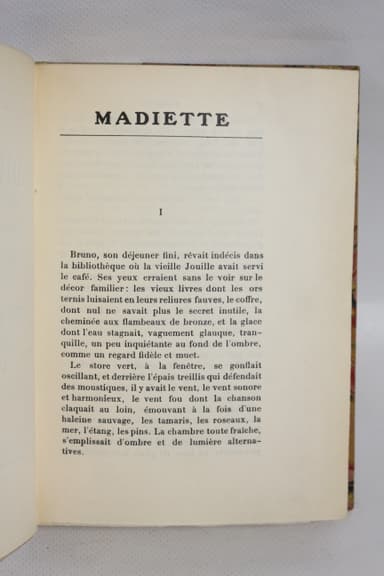 MADIETTE
I
Bruno, son déjeuner fini, rêvait indécis dans
la bibliothèque où la vieille Jouille avait servi
le café. Ses yeux erraient sans le voir sur le
décor familier : les vieux livres dont les ors
ternis luisaient en leurs reliures fauves, le coffre,
dont nul ne savait plus le secret inutile, la
cheminée aux flambeaux de bronze, et la glace
dont l'eau stagnait, vaguement glauque, tran-
quille, un peu inquiétante au fond de l'ombre,
comme un regard fidèle et muet.
Le store vert, à la fenêtre, se gonflait
oscillant, et derrière l'épais treillis qui défendait
des moustiques, il y avait le vent, le vent sonore
et harmonieux, le vent fou dont la chanson
claquait au loin, émouvant à la fois d'une
haleine sauvage, les tamaris, les roseaux, la
mer, l'étang, les pins. La chambre toute fraîche,
s'emplissait d'ombre et de lumière alterna-
tives.